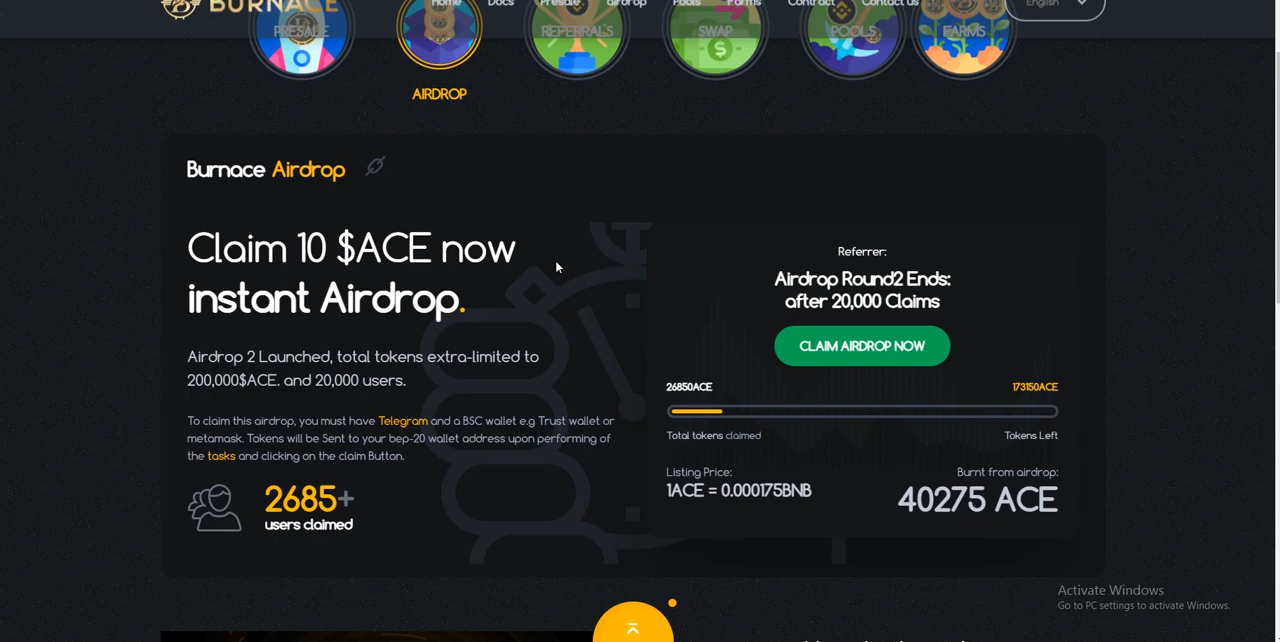 BURNACE
Home Docs Presale airdrop Pools Farms Contract Contact us
English
PRESALE
REFERRALS
SWAP
POOLS
FARMS
AIRDROP
Burnace Airdrop
Claim 10 $ACE now
instant Airdrop.
Airdrop 2 Launched, total tokens extra-limited to
200,000$ACE. and 20,000 users.
To claim this airdrop, you must have Telegram and a BSC wallet e.g Trust wallet or
metamask. Tokens will be Sent to your bep-20 wallet address upon performing of
the tasks and clicking on the claim Button.
2685+
users claimed
Referrer:
Airdrop Round2 Ends:
after 20,000 Claims
CLAIM AIRDROP NOW
26850ACE
173150ACE
Total tokens claimed
Tokens Left
Listing Price:
1ACE = 0.000175BNB
Burnt from airdrop:
40275 ACE
Activate Windows
Go to PC settings to activate Windows.